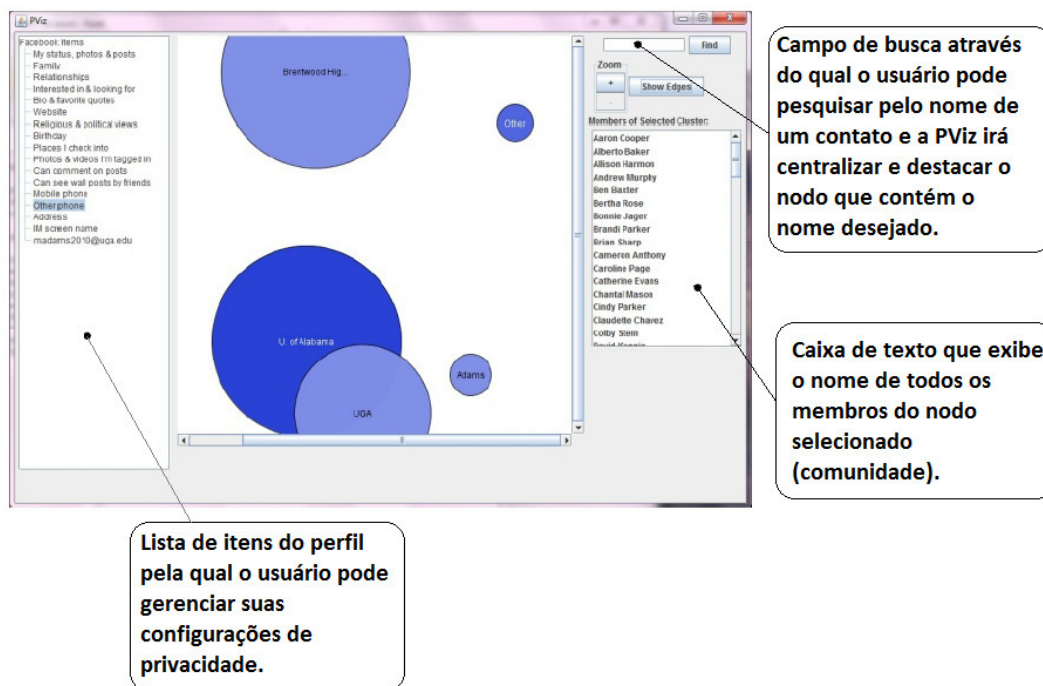 PViz
Facebook Items
My status, photos & posts
Family
Relationships
Interested in & looking for
Bio & favorite quotes
Website
Religious & political views
Birthday
Places I check into
Photos & videos I'm tagged in
Can comment on posts
Can see wall posts by friends
Mobile phone
Other phone
Address
IM screen name
madams2010@uga.edu
Brentwood Hig...
Other
U. of Alabama
UGA
Adams
Find
Zoom
+
-
Show Edges
Members of Selected Cluster:
Aaron Cooper
Alberto Baker
Allison Harmon
Andrew Murphy
Ben Baxter
Bertha Rose
Bonnie Jager
Brandi Parker
Brian Sharp
Cameron Anthony
Caroline Page
Catherine Evans
Chantal Mason
Cindy Parker
Claudette Chavez
Colby Stein
David
Campo de busca através
do qual o usuário pode
pesquisar pelo nome de
um contato e a PViz irá
centralizar e destacar o
nodo que contém o
nome desejado.
Caixa de texto que exibe
o nome de todos os
membros do nodo
selecionado
(comunidade).
Lista de itens do perfil
pela qual o usuário pode
gerenciar suas
configurações de
privacidade.